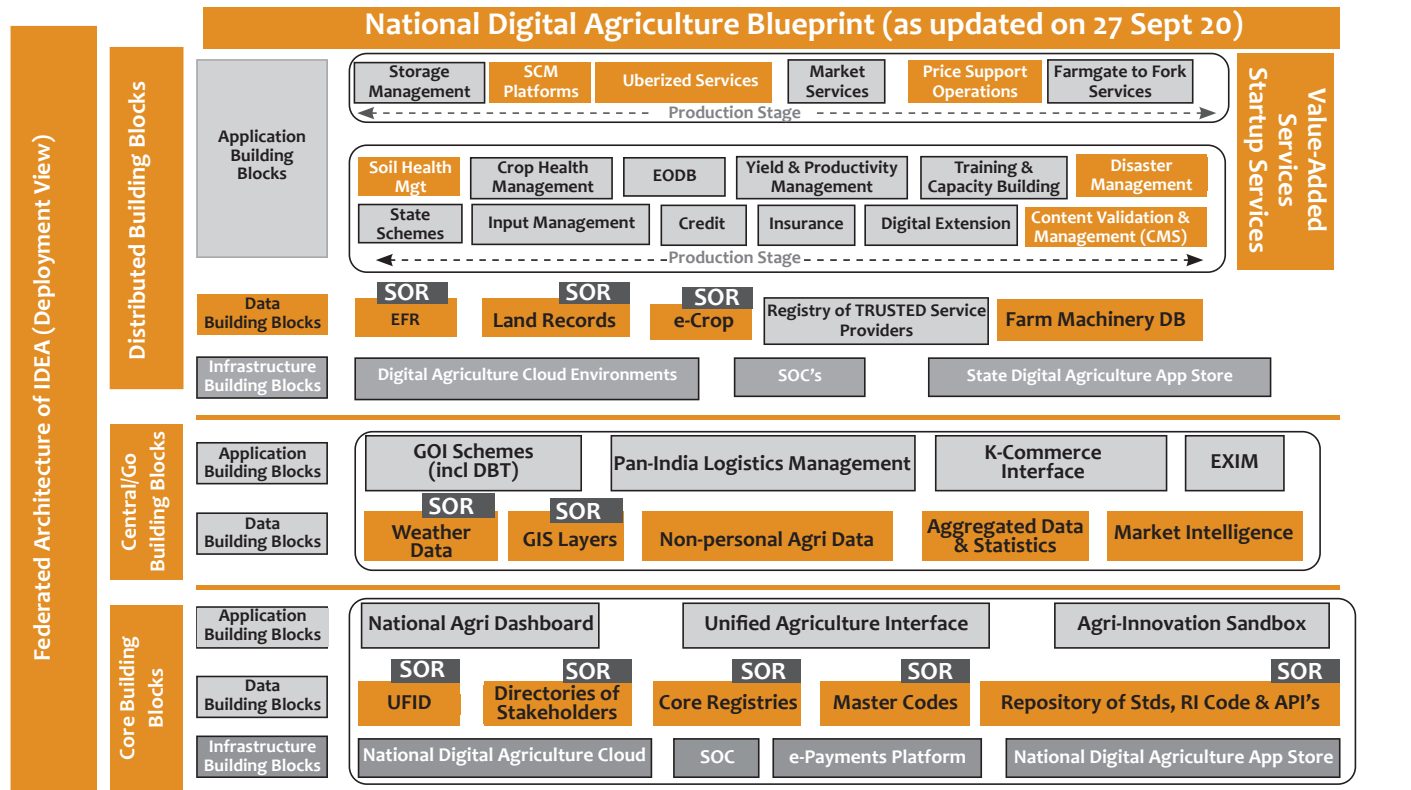 National Digital Agriculture Blueprint (as updated on 27 Sept 20)
Federated Architecture of IDEA (Deployment View)
Distributed Building Blocks
Application
Building
Blocks
Storage
Management
SCM
Platforms
Uberized Services
Market
Services
Price Support
Operations
Farmgate to Fork
Services
Production Stage
Soil Health
Mgt
Crop Health
Management
EODB
Yield & Productivity
Management
Training &
Capacity Building
Disaster
Management
State
Schemes
Input Management
Credit
Insurance
Digital Extension
Content Validation &
Management (CMS)
Production Stage
Value-Added
Services
Startup Services
Data
Building Blocks
SOR
EFR
SOR
Land Records
SOR
e-Crop
Registry of TRUSTED Service
Providers
Farm Machinery DB
Infrastructure
Building Blocks
Digital Agriculture Cloud Environments
SOC's
State Digital Agriculture App Store
Central/Go
Building Blocks
Application
Building Blocks
GOI Schemes
(incl DBT)
Pan-India Logistics Management
K-Commerce
Interface
EXIM
Data
Building Blocks
SOR
Weather
Data
SOR
GIS Layers
Non-personal Agri Data
Aggregated Data
& Statistics
Market Intelligence
Core Building
Blocks
Application
Building Blocks
National Agri Dashboard
Unified Agriculture Interface
Agri-Innovation Sandbox
Data
Building Blocks
SOR
UFID
SOR
Directories of
Stakeholders
SOR
Core Registries
SOR
Master Codes
SOR
Repository of Stds, RI Code & API's
Infrastructure
Building Blocks
National Digital Agriculture Cloud
SOC
e-Payments Platform
National Digital Agriculture App Store